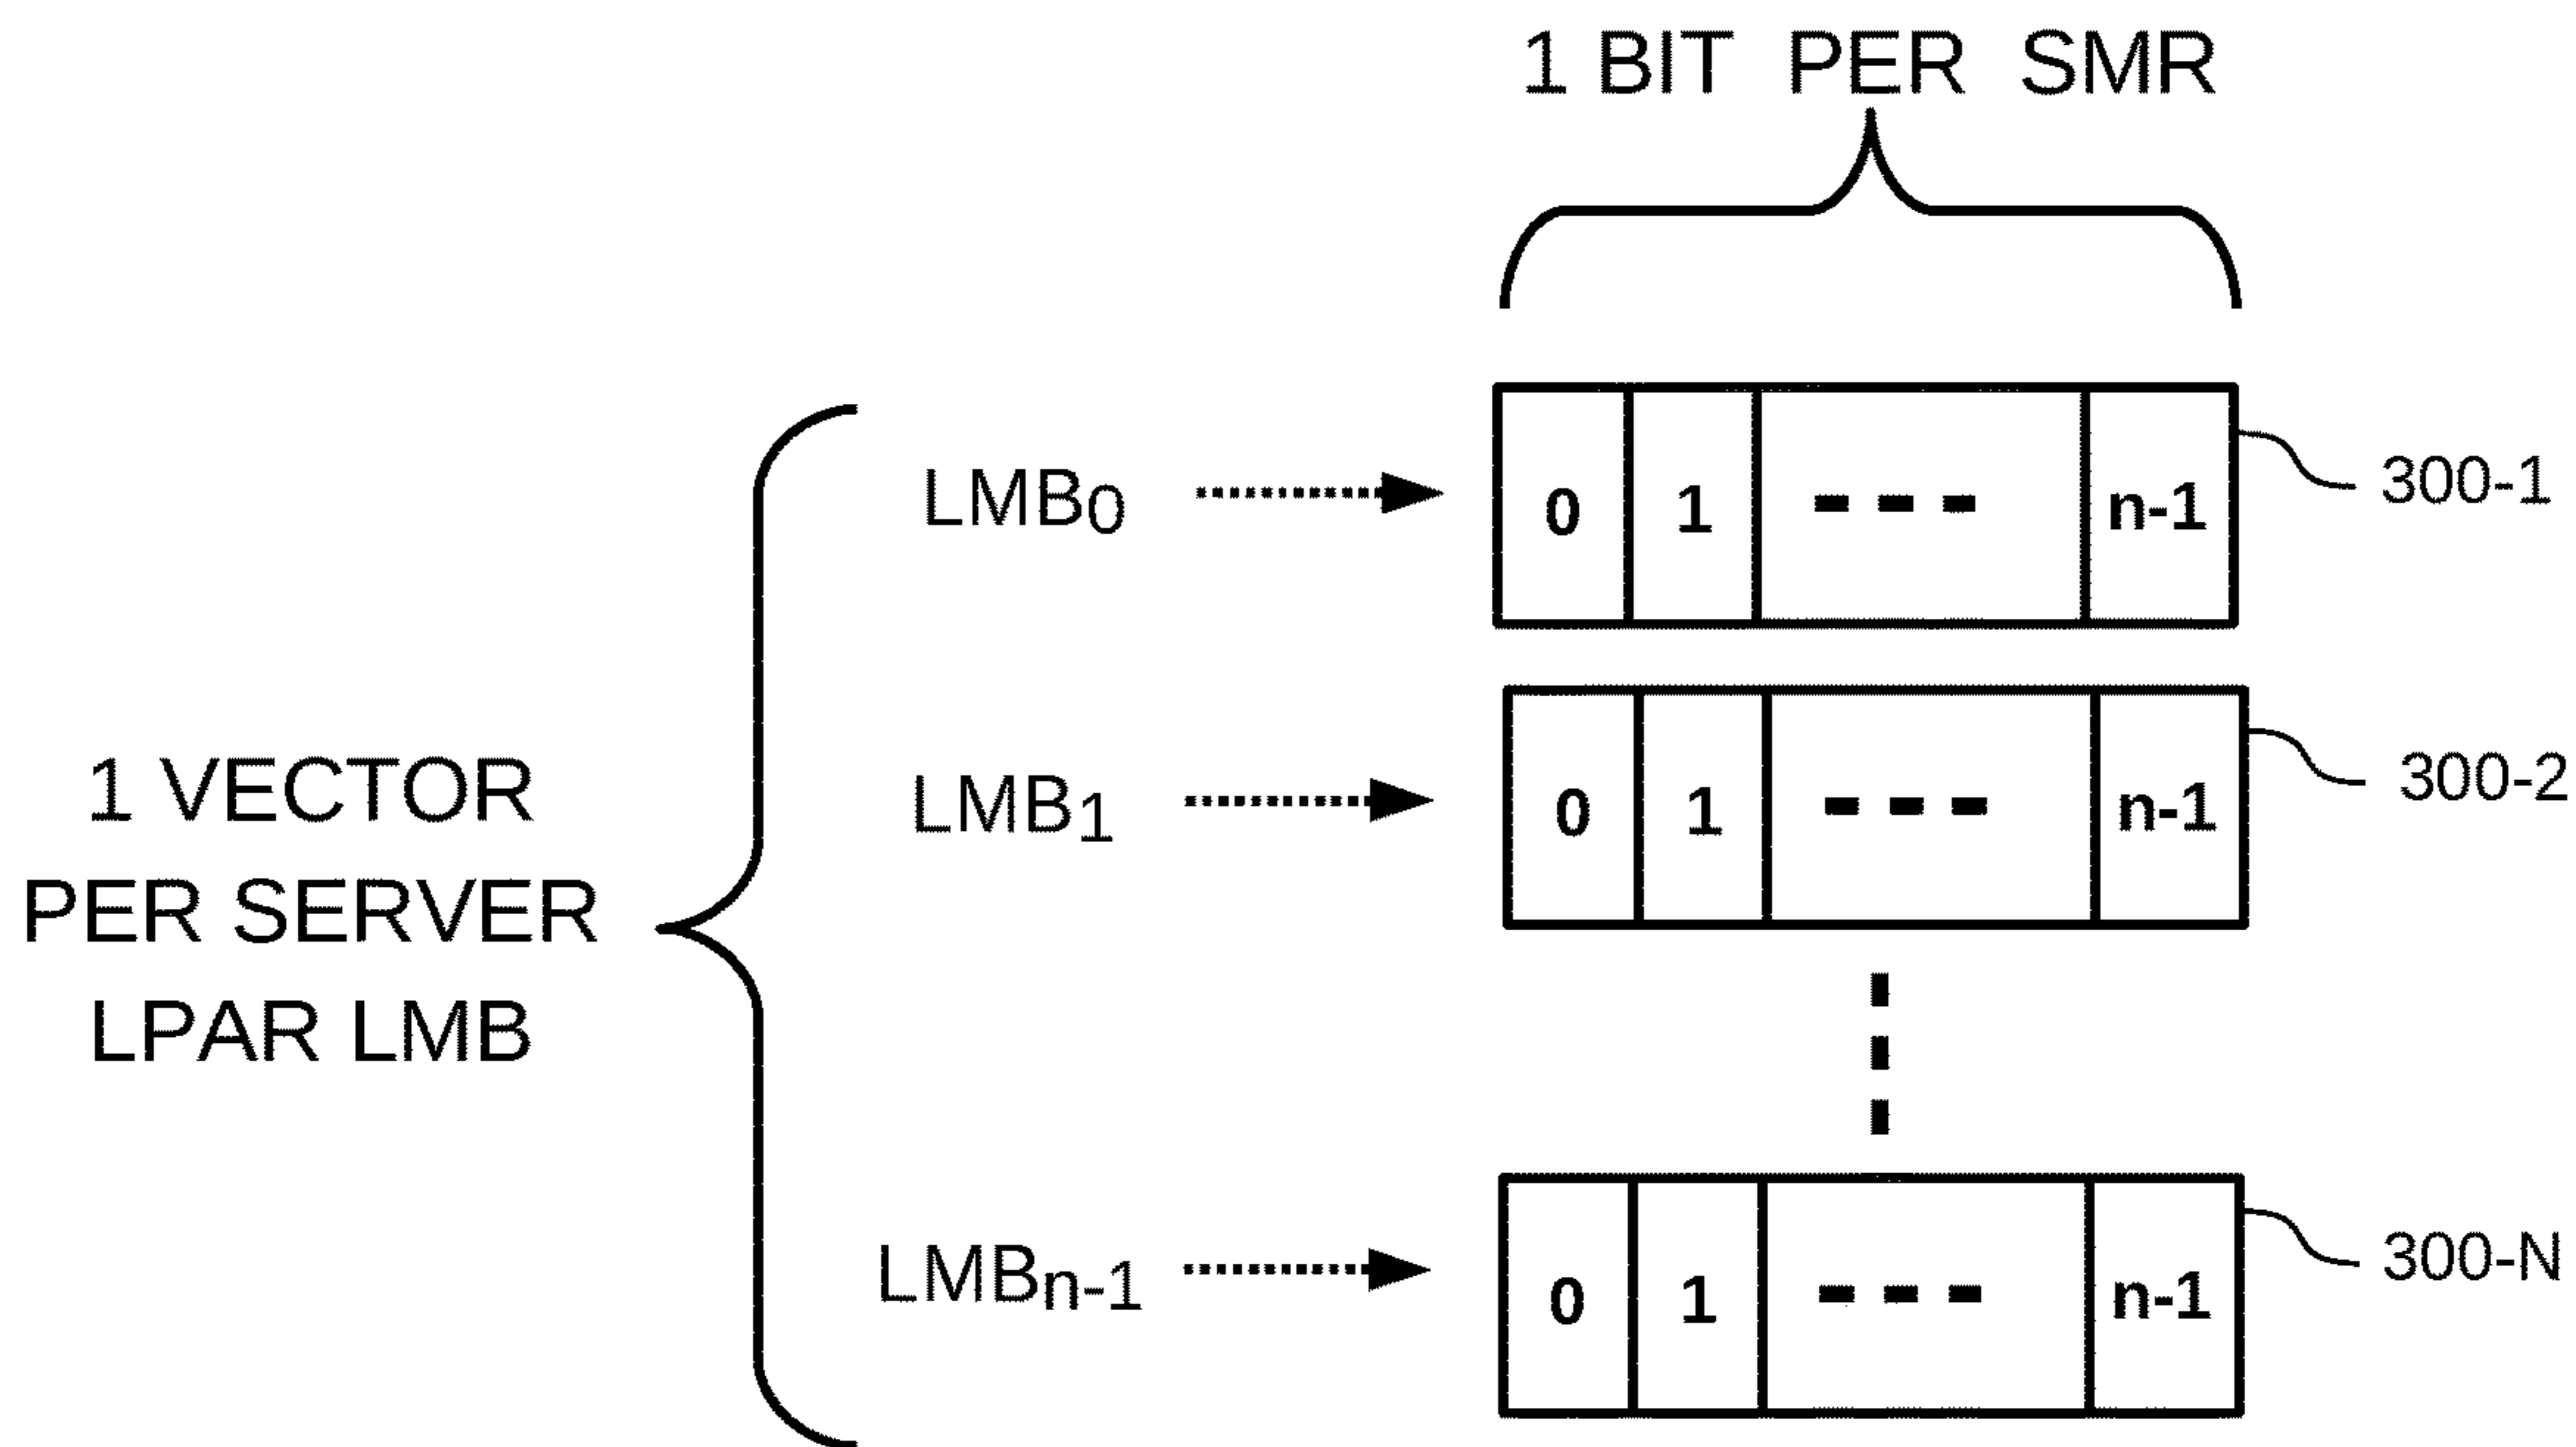 1 BIT PER SMR
LMB0 0 1 --- n-1 300-1
1 VECTOR
PER SERVER
LPAR LMB
LMB1 0 1 --- n-1 300-2
LMBn-1 0 1 --- n-1 300-N